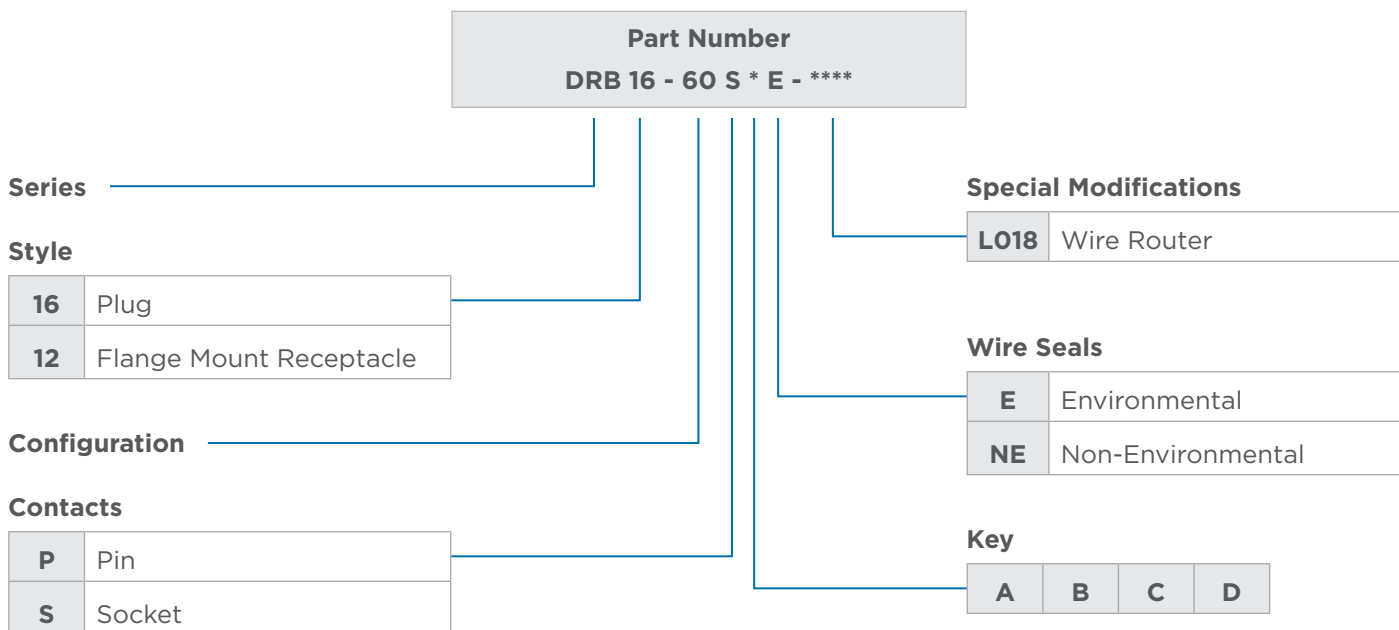 Part Number
DRB 16 - 60 S * E - ****
Series
Style
16 Plug
12 Flange Mount Receptacle
Configuration
Contacts
P Pin
S Socket
Special Modifications
L018 Wire Router
Wire Seals
E Environmental
NE Non-Environmental
Key
A B C D